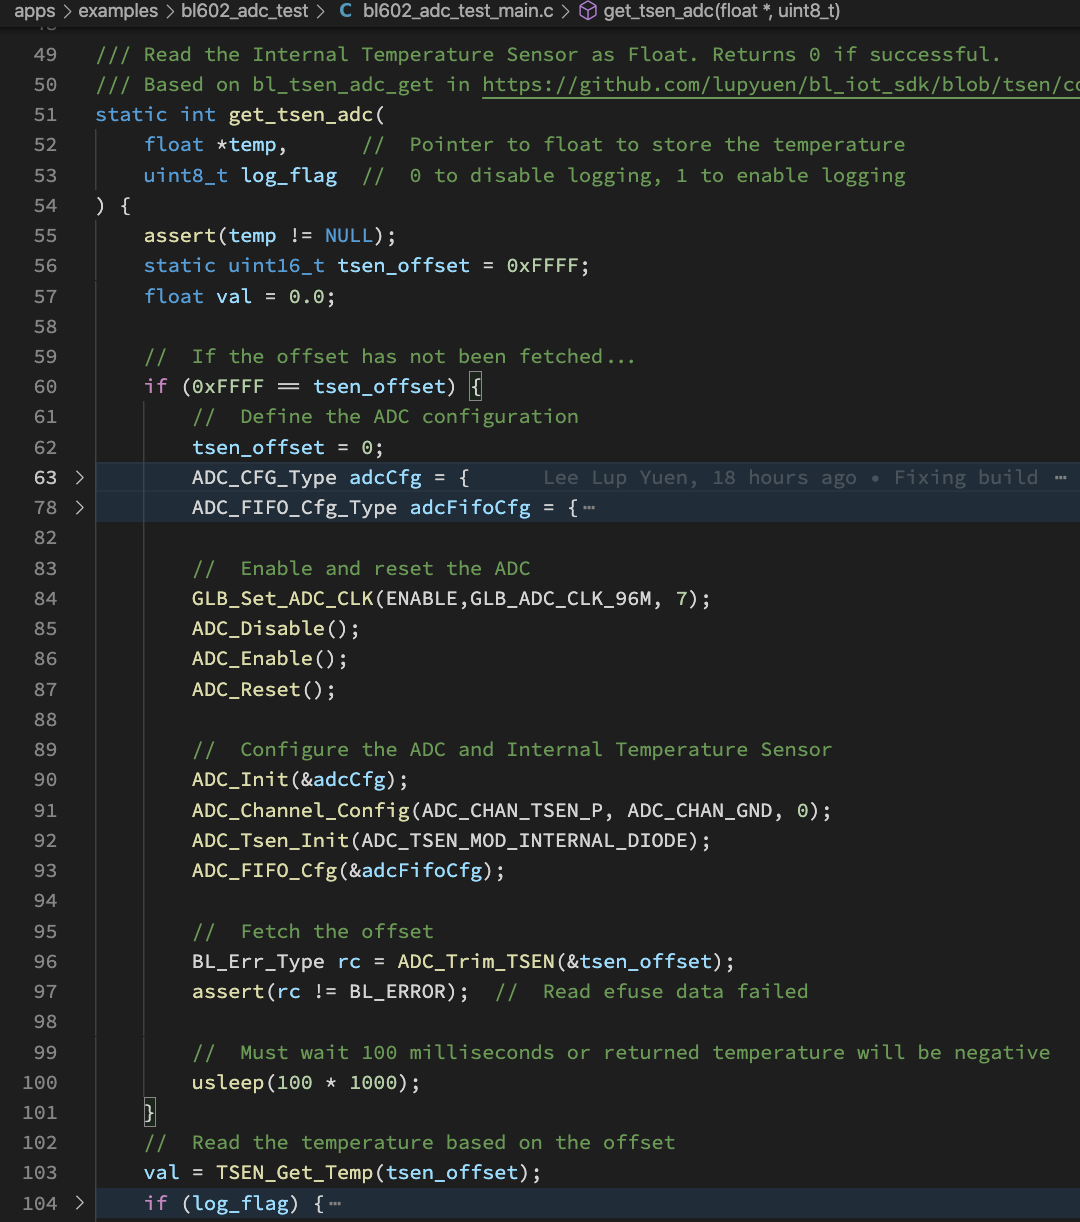 apps > examples > bl602_adc_test > C bl602_adc_test_main.c > get_tsen_adc(float *, uint8_t)
49 /// Read the Internal Temperature Sensor as Float. Returns 0 if successful.
50 /// Based on bl_tsen_adc_get in https://github.com/lupyuen/bl_iot_sdk/blob/tsen/co
51 static int get_tsen_adc(
52     float *temp,      //  Pointer to float to store the temperature
53     uint8_t log_flag  //  0 to disable logging, 1 to enable logging
54 ) {
55     assert(temp != NULL);
56     static uint16_t tsen_offset = 0xFFFF;
57     float val = 0.0;
58
59     //  If the offset has not been fetched...
60     if (0xFFFF == tsen_offset) {
61         //  Define the ADC configuration
62         tsen_offset = 0;
63 >       ADC_CFG_Type adcCfg = {      Lee Lup Yuen, 18 hours ago • Fixing build ⋯
78 >       ADC_FIFO_Cfg_Type adcFifoCfg = {⋯
82
83         //  Enable and reset the ADC
84         GLB_Set_ADC_CLK(ENABLE,GLB_ADC_CLK_96M, 7);
85         ADC_Disable();
86         ADC_Enable();
87         ADC_Reset();
88
89         //  Configure the ADC and Internal Temperature Sensor
90         ADC_Init(&adcCfg);
91         ADC_Channel_Config(ADC_CHAN_TSEN_P, ADC_CHAN_GND, 0);
92         ADC_Tsen_Init(ADC_TSEN_MOD_INTERNAL_DIODE);
93         ADC_FIFO_Cfg(&adcFifoCfg);
94
95         //  Fetch the offset
96         BL_Err_Type rc = ADC_Trim_TSEN(&tsen_offset);
97         assert(rc != BL_ERROR);  //  Read efuse data failed
98
99         //  Must wait 100 milliseconds or returned temperature will be negative
100         usleep(100 * 1000);
101     }
102     //  Read the temperature based on the offset
103     val = TSEN_Get_Temp(tsen_offset);
104 >   if (log_flag) {⋯